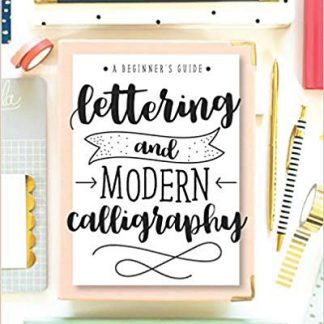 • A BEGINNER'S GUIDE •
lettering
and
MODERN
calligraphy